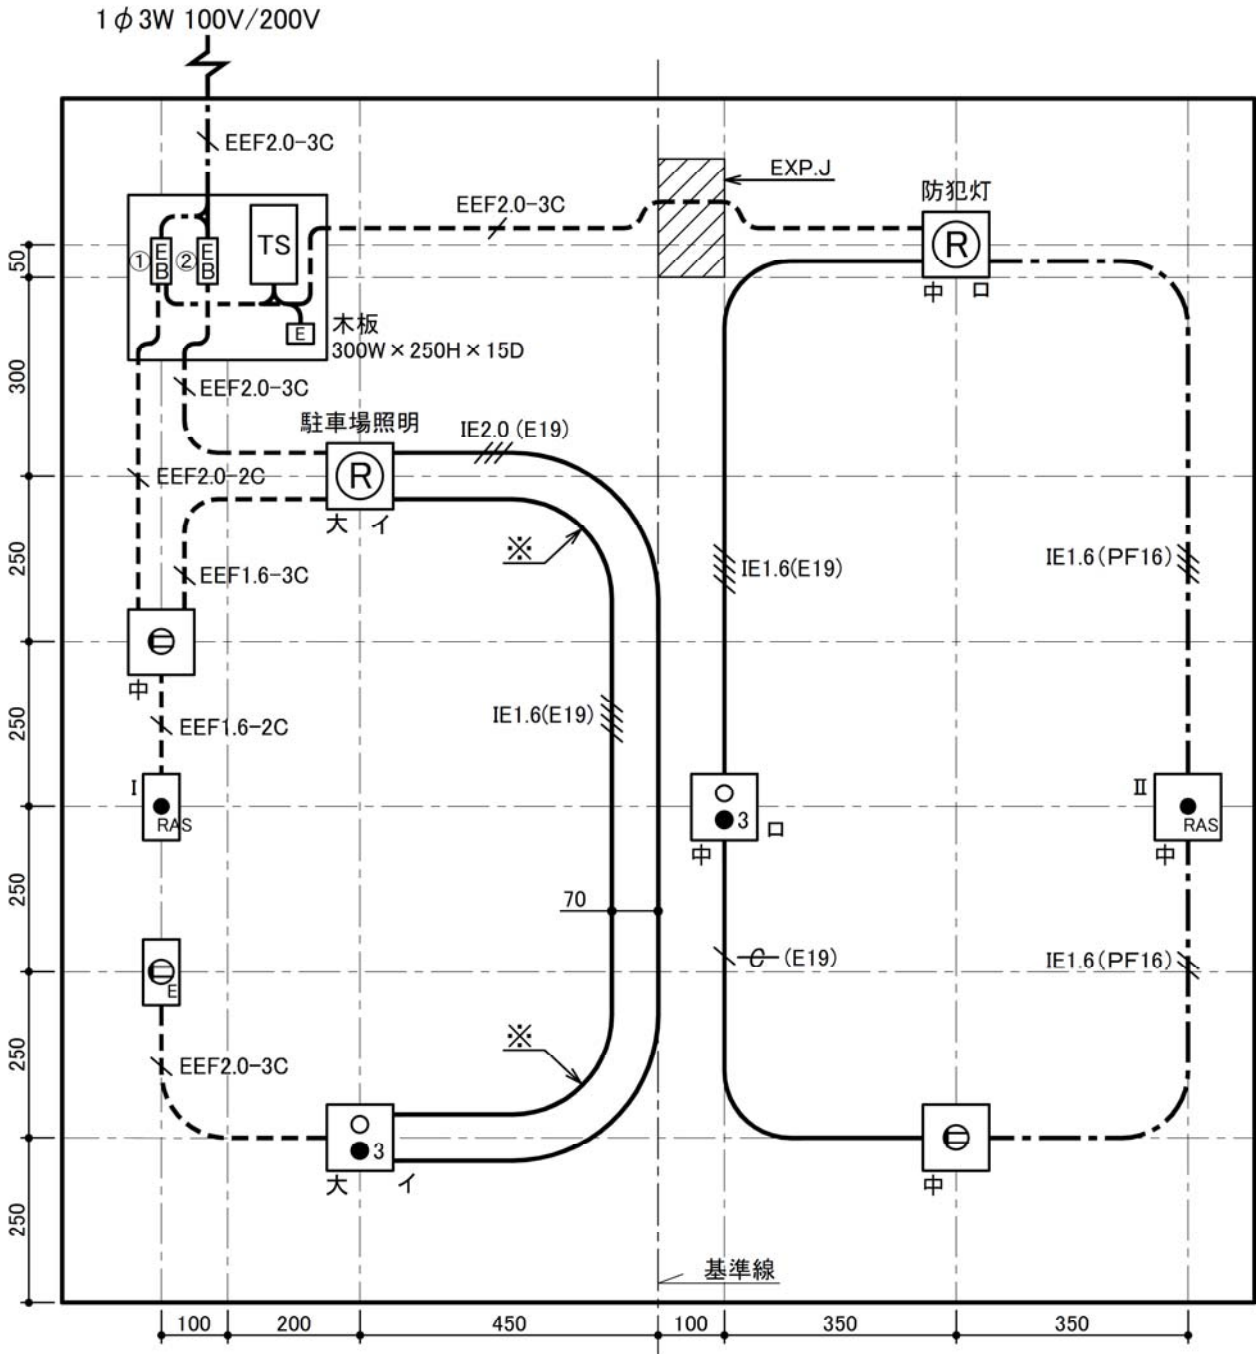 1φ3W 100V/200V
EEF2.0-3C
EXP.J
EEF2.0-3C
防犯灯
TS
R
① EB ② EB
中 ロ
E
木板
300W×250H×15D
EEF2.0-3C
駐車場照明
IE2.0(E19)
R
EEF2.0-2C
大 イ
※
EEF1.6-3C
IE1.6(E19)
IE1.6(PF16)
中
IE1.6(E19)
EEF1.6-2C
I
RAS
3
ロ
中
II
RAS
中
70
E
C (E19)
IE1.6(PF16)
※
EEF2.0-3C
3
大 イ
中
基準線
50
300
250
250
250
250
250
100
200
450
100
350
350